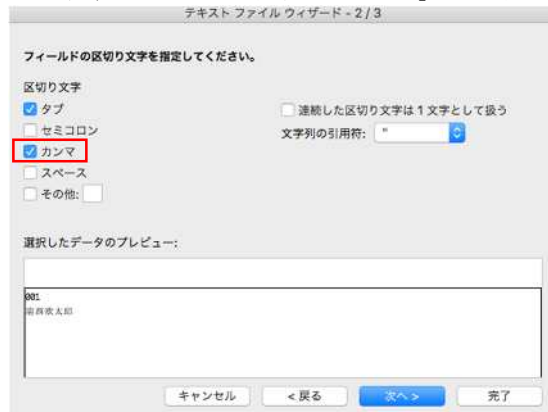 テキスト ファイル ウィザード - 2 / 3
フィールドの区切り文字を指定してください。
区切り文字
タブ
連続した区切り文字は 1 文字として扱う
セミコロン
文字列の引用符: "
カンマ
スペース
その他:
選択したデータのプレビュー:
001
キャンセル
< 戻る
次へ >
完了